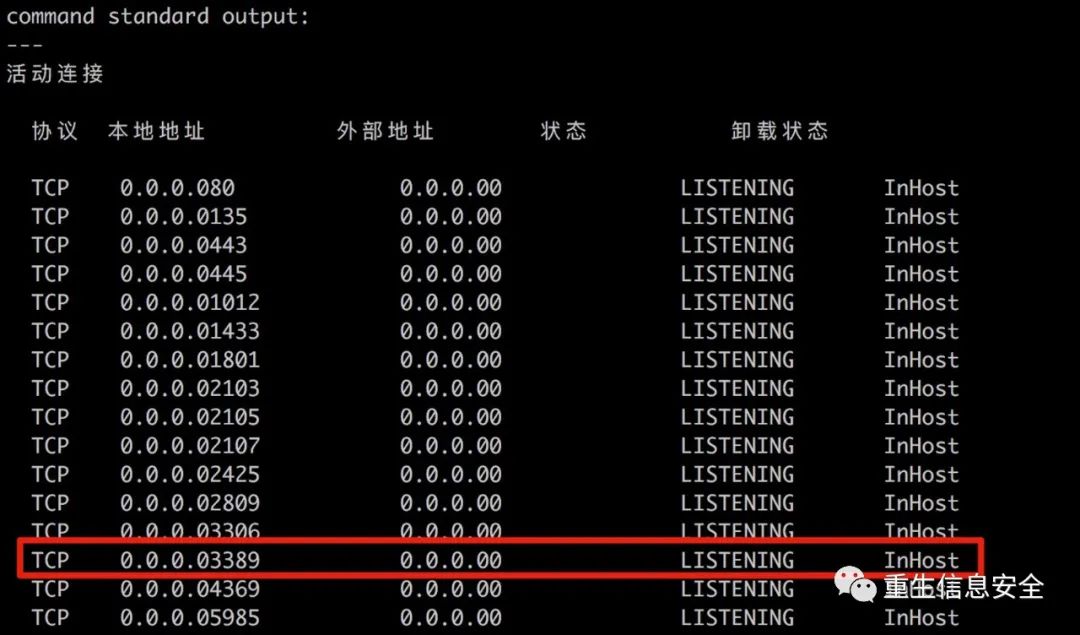 command standard output:
---
活动连接
协议 本地地址 外部地址 状态 卸载状态
TCP 0.0.0.080 0.0.0.00 LISTENING InHost
TCP 0.0.0.0135 0.0.0.00 LISTENING InHost
TCP 0.0.0.0443 0.0.0.00 LISTENING InHost
TCP 0.0.0.0445 0.0.0.00 LISTENING InHost
TCP 0.0.0.01012 0.0.0.00 LISTENING InHost
TCP 0.0.0.01433 0.0.0.00 LISTENING InHost
TCP 0.0.0.01801 0.0.0.00 LISTENING InHost
TCP 0.0.0.02103 0.0.0.00 LISTENING InHost
TCP 0.0.0.02105 0.0.0.00 LISTENING InHost
TCP 0.0.0.02107 0.0.0.00 LISTENING InHost
TCP 0.0.0.02425 0.0.0.00 LISTENING InHost
TCP 0.0.0.02809 0.0.0.00 LISTENING InHost
TCP 0.0.0.03306 0.0.0.00 LISTENING InHost
TCP 0.0.0.03389 0.0.0.00 LISTENING InHost
TCP 0.0.0.04369 0.0.0.00 LISTENING InHost
重生信息安全
TCP 0.0.0.05985 0.0.0.00 LISTENING InHost